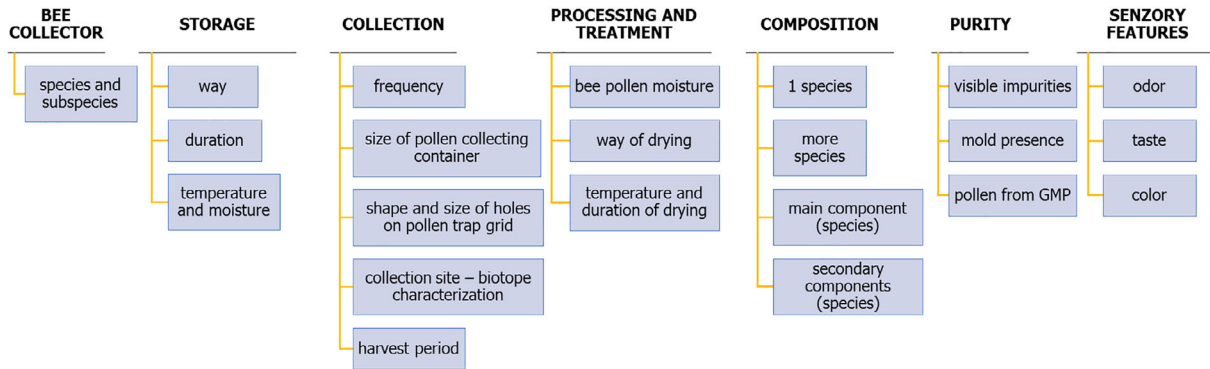 BEE
COLLECTOR
species and
subspecies
STORAGE
way
duration
temperature
and moisture
COLLECTION
frequency
size of pollen collecting
container
shape and size of holes
on pollen trap grid
collection site – biotope
characterization
harvest period
PROCESSING AND
TREATMENT
bee pollen moisture
way of drying
temperature and
duration of drying
COMPOSITION
1 species
more
species
main component
(species)
secondary
components
(species)
PURITY
visible impurities
mold presence
pollen from GMP
SENZORY
FEATURES
odor
taste
color